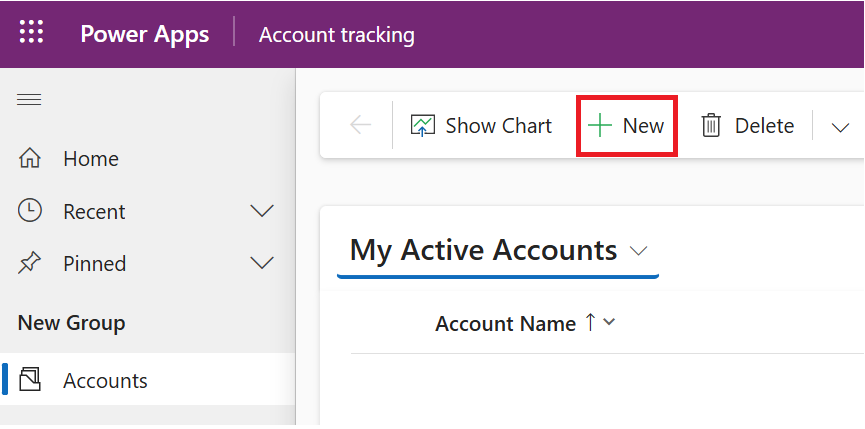 Power Apps
Account tracking
Home
Recent
Pinned
New Group
Accounts
Show Chart
New
Delete
My Active Accounts
Account Name